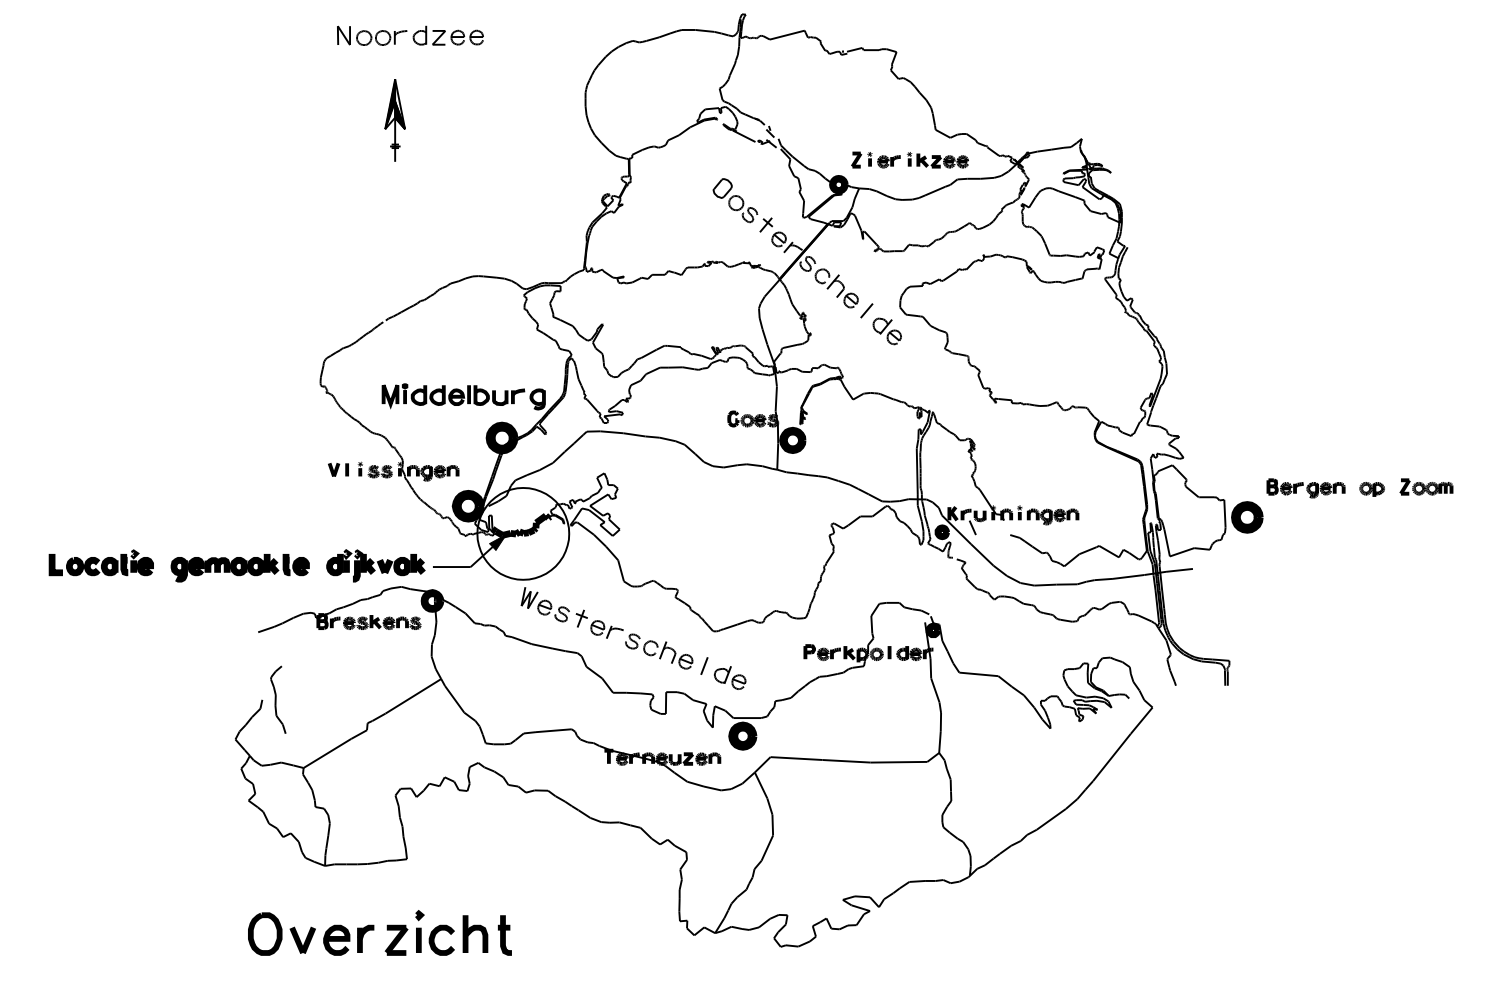 Noordzee
Zierikzee
Oosterschelde
Middelburg
Goes
Vlissingen
Bergen op Zoom
Kruiningen
Locatie gemaakte dijkvak
Westerschelde
Breskens
Perkpolder
Terneuzen
Overzicht